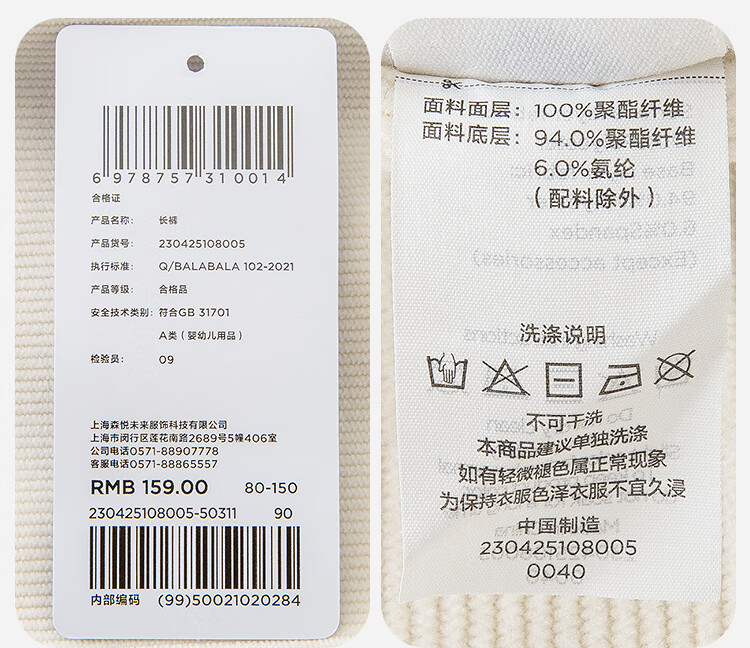 6 978757 310014
合格证
产品名称: 长裤
产品货号: 230425108005
执行标准: Q/BALABALA 102-2021
产品等级: 合格品
安全技术类别: 符合GB 31701
A类 (婴幼儿用品)
检验员: 09
上海森悦未来服饰科技有限公司
上海市闵行区莲花南路2689号5幢406室
公司电话0571-88907778
客服电话0571-88865557
RMB 159.00 80-150
230425108005-50311 90
内部编码 (99)50021020284
面料面层: 100%聚酯纤维
面料底层: 94.0%聚酯纤维
6.0%氨纶
(配料除外)
洗涤说明
不可干洗
本商品建议单独洗涤
如有轻微褪色属正常现象
为保持衣服色泽衣服不宜久浸
中国制造
230425108005
0040